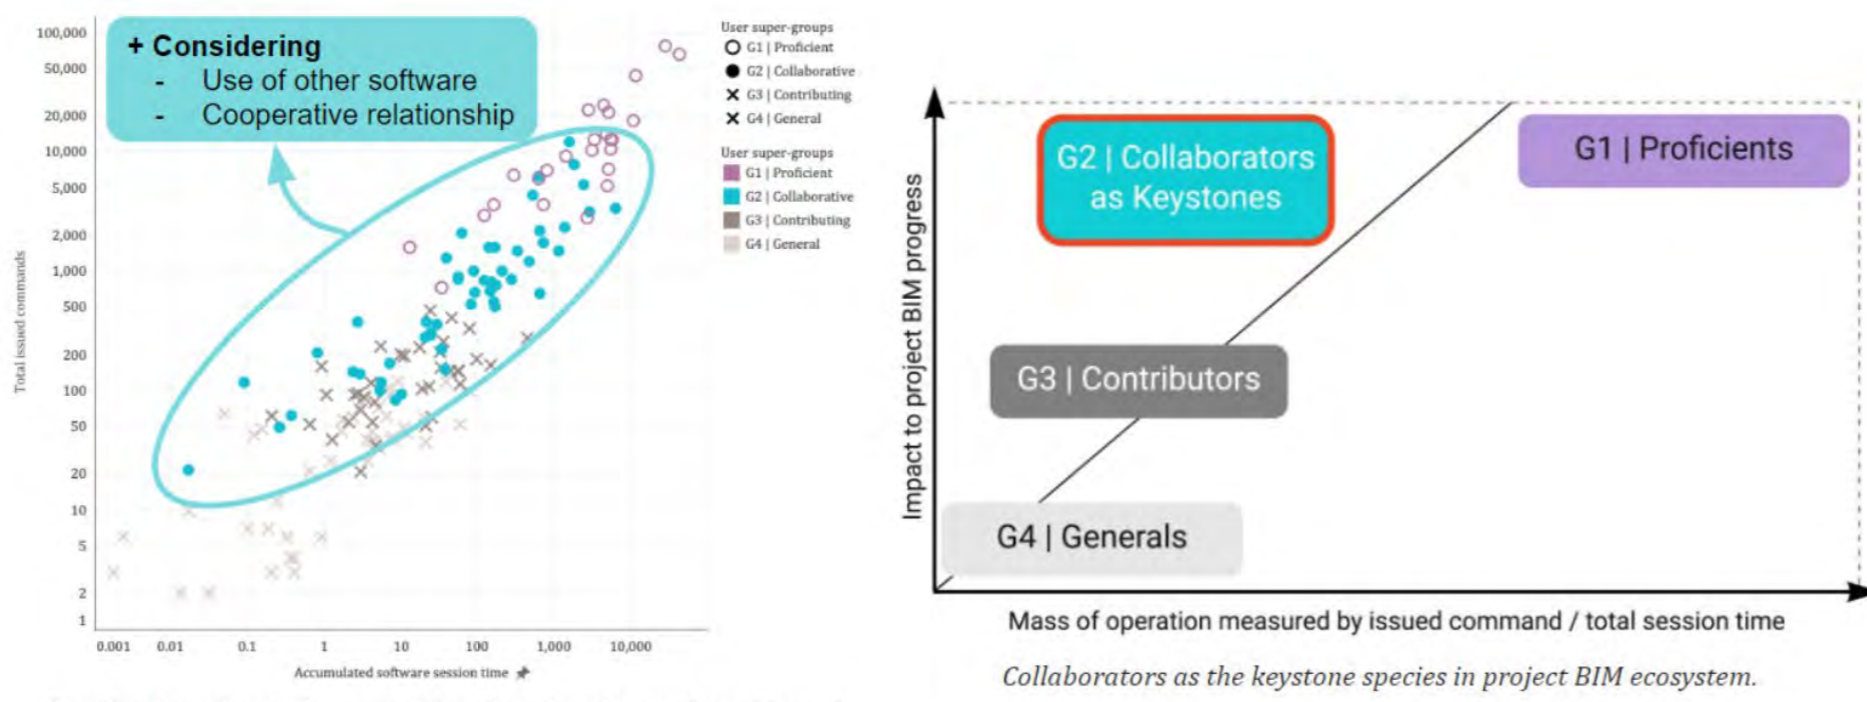 + Considering
- Use of other software
- Cooperative relationship
100,000
50,000
20,000
10,000
5,000
2,000
1,000
500
200
100
50
20
10
5
2
1
Total issued commands
0.001 0.01 0.1 1 10 100 1,000 10,000
Accumulated software session time
User super-groups
G1 | Proficient
G2 | Collaborative
G3 | Contributing
G4 | General
User super-groups
G1 | Proficient
G2 | Collaborative
G3 | Contributing
G4 | General
Impact to project BIM progress
G2 | Collaborators
as Keystones
G1 | Proficients
G3 | Contributors
G4 | Generals
Mass of operation measured by issued command / total session time
Collaborators as the keystone species in project BIM ecosystem.